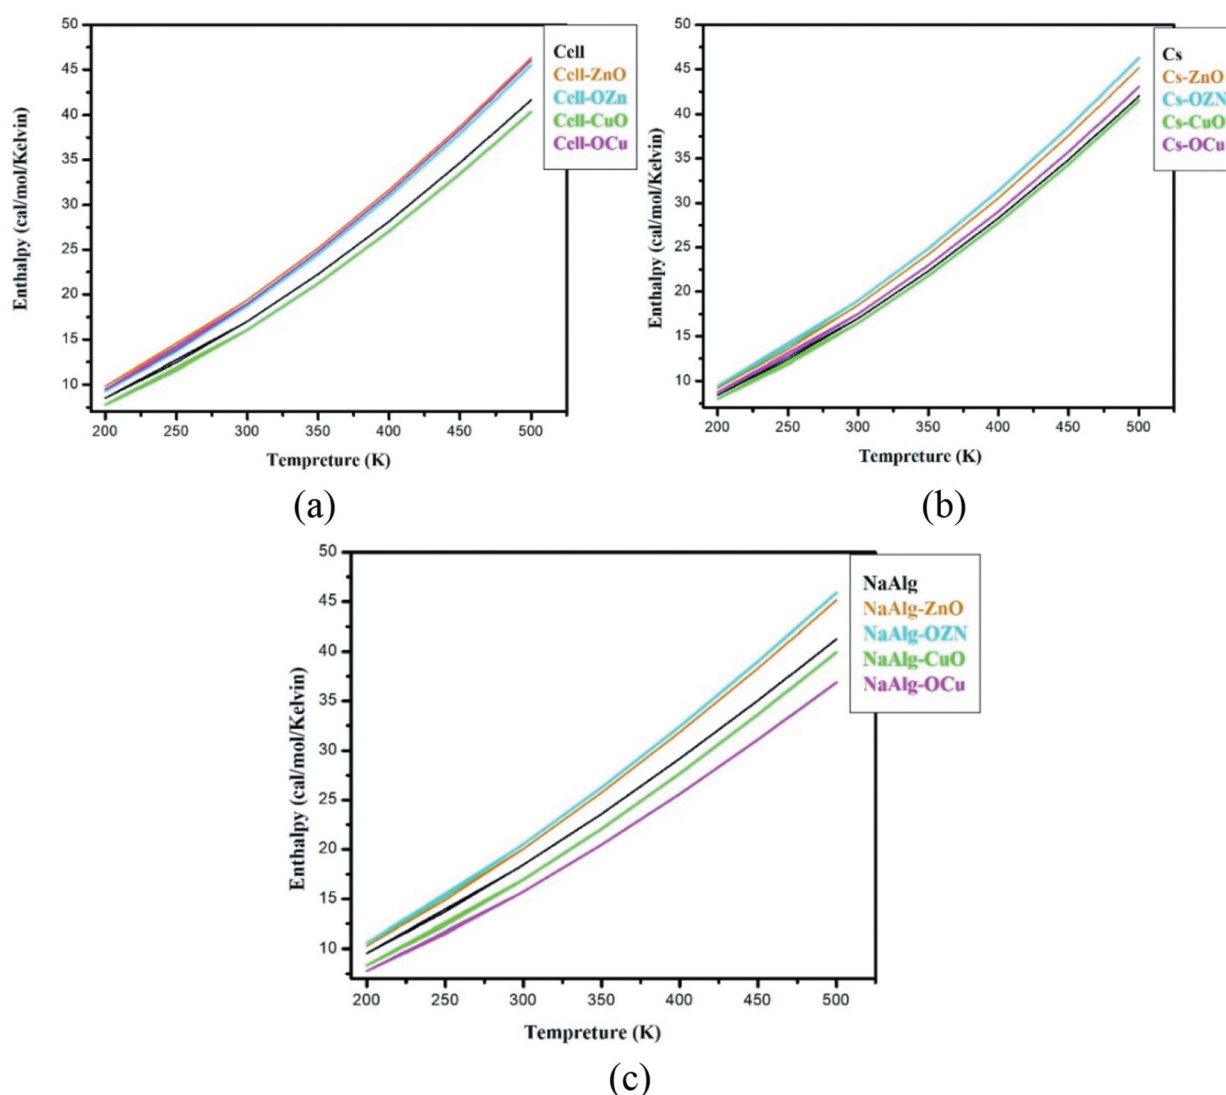 50
45
40
35
30
25
20
15
10
Enthalpy (cal/mol/Kelvin)
200 250 300 350 400 450 500
Tempreture (K)
Cell
Cell-ZnO
Cell-OZn
Cell-CuO
Cell-OCu
(a)
50
45
40
35
30
25
20
15
10
Enthalpy (cal/mol/Kelvin)
200 250 300 350 400 450 500
Tempreture (K)
Cs
Cs-ZnO
Cs-OZN
Cs-CuO
Cs-OCu
(b)
50
45
40
35
30
25
20
15
10
Enthalpy (cal/mol/Kelvin)
200 250 300 350 400 450 500
Tempreture (K)
NaAlg
NaAlg-ZnO
NaAlg-OZN
NaAlg-CuO
NaAlg-OCu
(c)